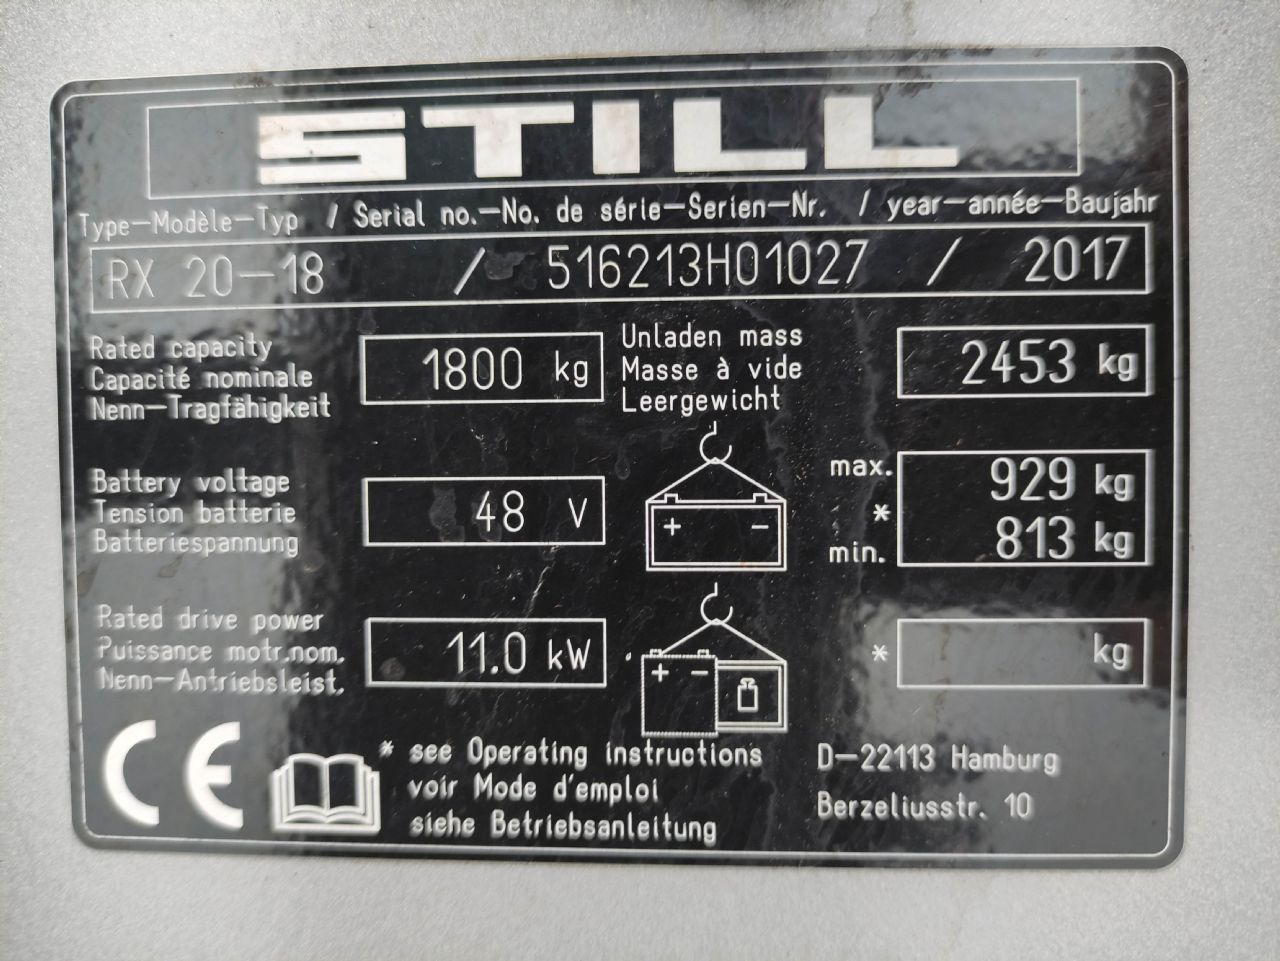 STILL
Type-Modèle-Typ / Serial no.-No. de série-Serien-Nr. / year-année-Baujahr
RX 20-18 / 516213H01027 / 2017
Rated capacity
Capacité nominale
Nenn-Tragfähigkeit
1800 kg
Unladen mass
Masse à vide
Leergewicht
2453 kg
Battery voltage
Tension batterie
Batteriespannung
48 V
+ -
max. 929 kg
*
min. 813 kg
Rated drive power
Puissance motr.nom.
Nenn-Antriebsleist.
11.0 kW
+ -
* kg
CE
* see Operating instructions
voir Mode d'emploi
siehe Betriebsanleitung
D-22113 Hamburg
Berzeliusstr. 10